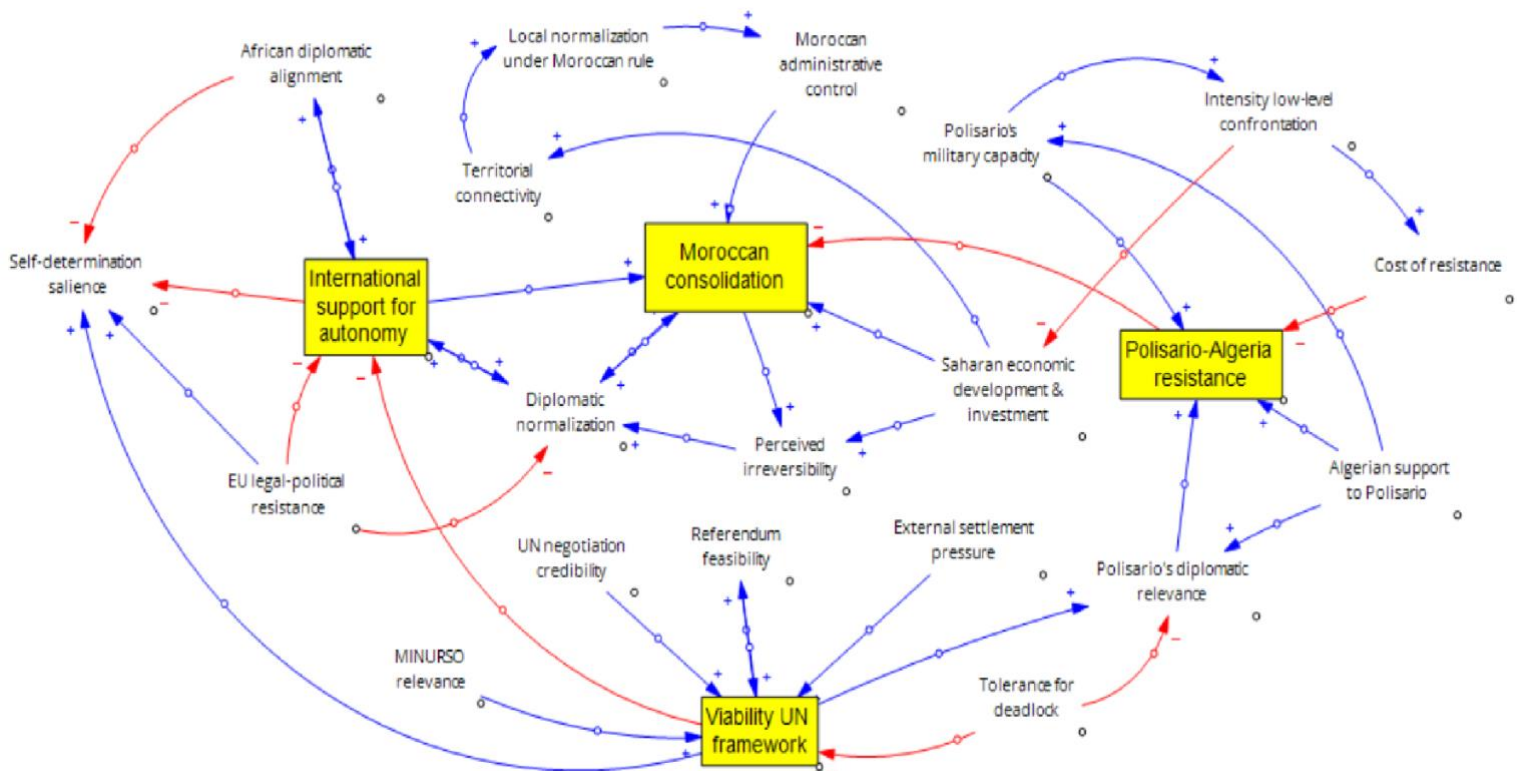 African diplomatic
alignment
Local normalization
under Moroccan rule
Moroccan
administrative
control
Intensity low-level
confrontation
Polisario's
military capacity
Territorial
connectivity
Self-determination
salience
International
support for
autonomy
Moroccan
consolidation
Cost of resistance
Polisario-Algeria
resistance
Saharan economic
development &
investment
Diplomatic
normalization
Perceived
irreversibility
EU legal-political
resistance
Algerian support
to Polisario
UN negotiation
credibility
Referendum
feasibility
External settlement
pressure
Polisario's diplomatic
relevance
MINURSO
relevance
Tolerance for
deadlock
Viability UN
framework